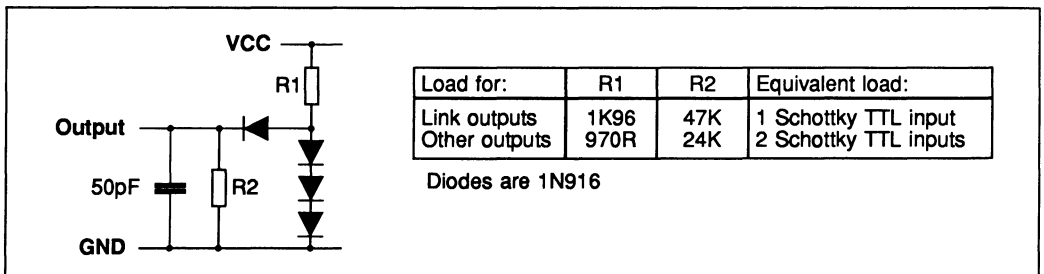 VCC
R1
Output
50pF
R2
GND
Load for: R1 R2 Equivalent load:
Link outputs 1K96 47K 1 Schottky TTL input
Other outputs 970R 24K 2 Schottky TTL inputs
Diodes are 1N916